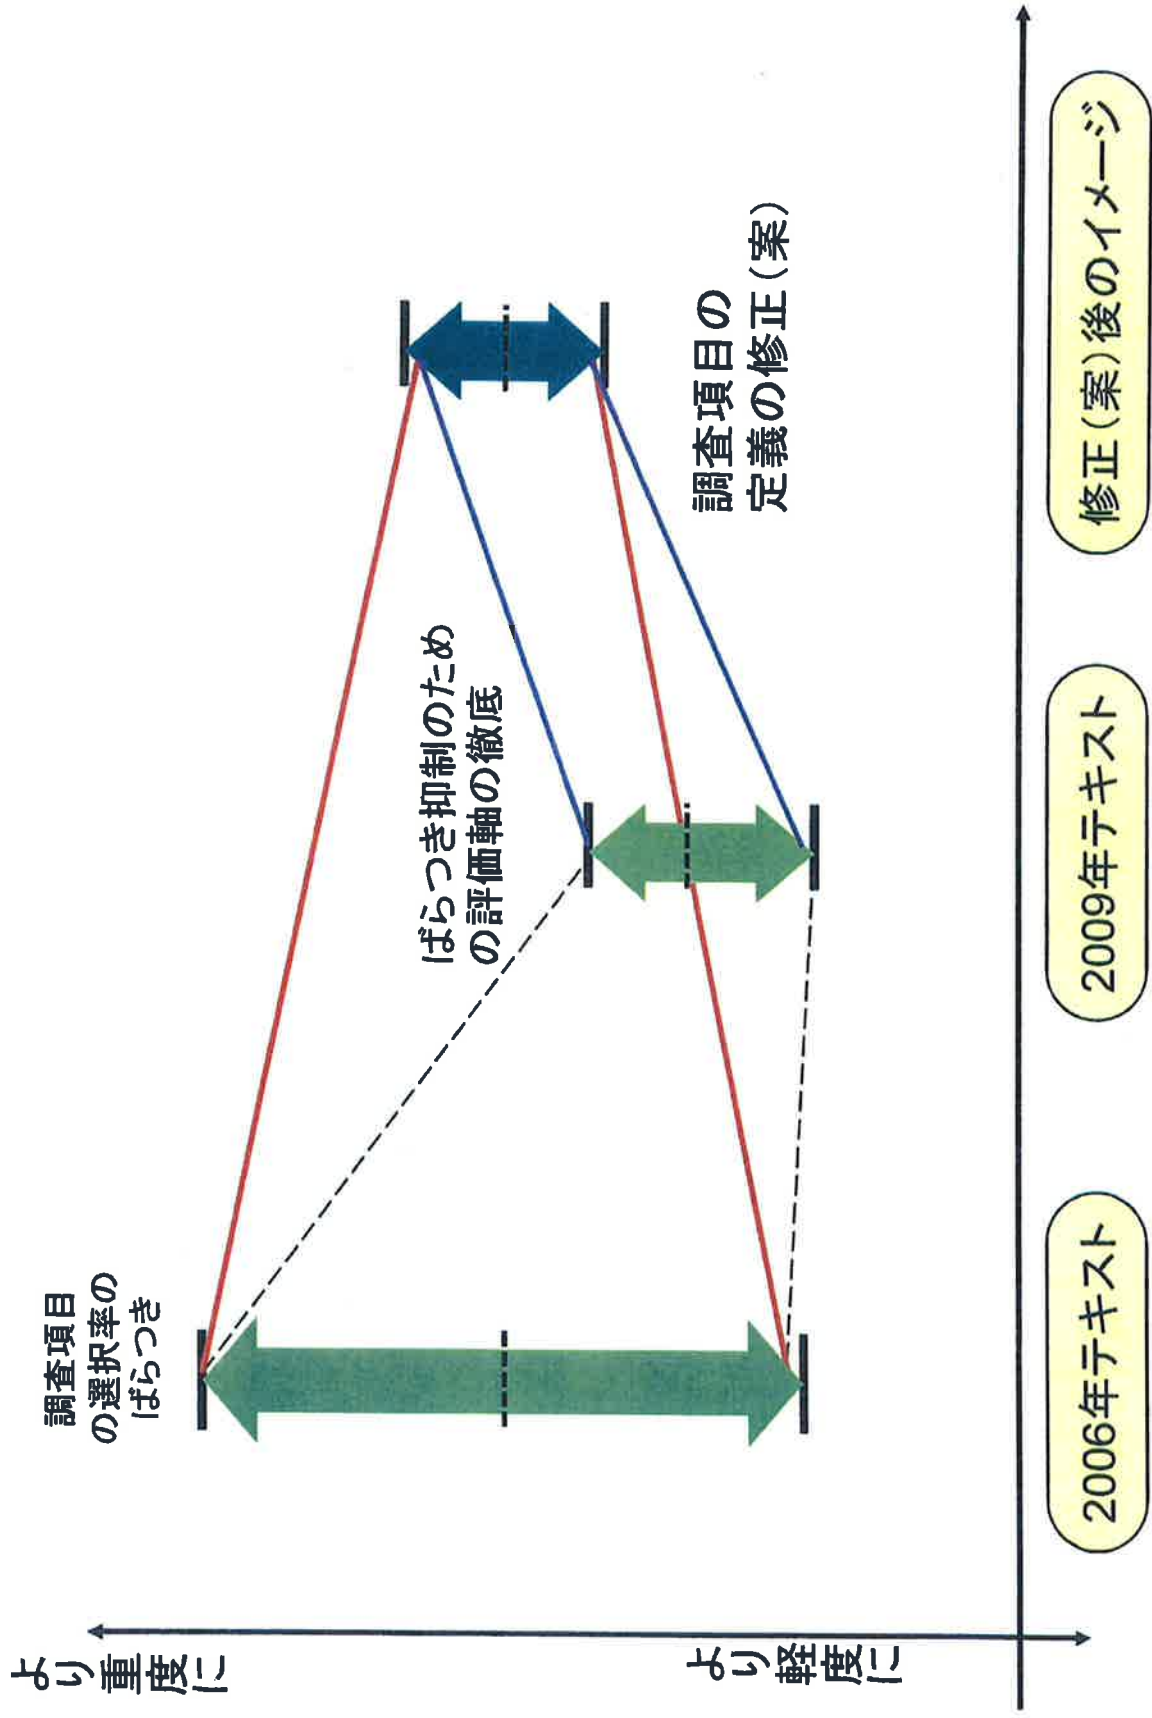 調査項目
の選択率の
ばらつき
より重度に
より軽度に
ばらつき抑制のため
の評価軸の徹底
調査項目の
定義の修正(案)
2006年テキスト
2009年テキスト
修正(案)後のイメージ